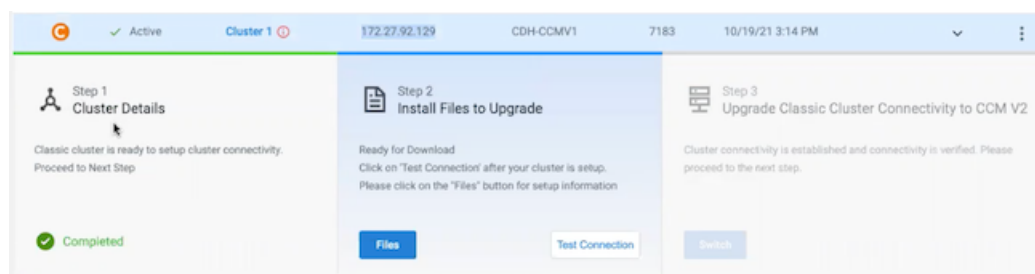 Active Cluster 1 172.27.92.129 CDH-CCMV1 7183 10/19/21 3:14 PM
Step 1
Cluster Details
Classic cluster is ready to setup cluster connectivity.
Proceed to Next Step
Completed
Step 2
Install Files to Upgrade
Ready for Download
Click on 'Test Connection' after your cluster is setup.
Please click on the "Files" button for setup information
Files
Test Connection
Step 3
Upgrade Classic Cluster Connectivity to CCM V2
Cluster connectivity is established and connectivity is verified. Please
proceed to the next step.
Switch